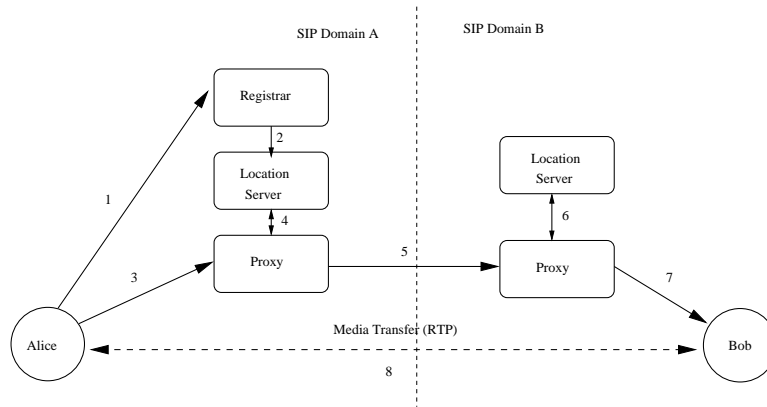 SIP Domain A
SIP Domain B
Registrar
2
Location
Server
Location
Server
1
4
6
3
Proxy
5
Proxy
7
Media Transfer (RTP)
Alice
Bob
8